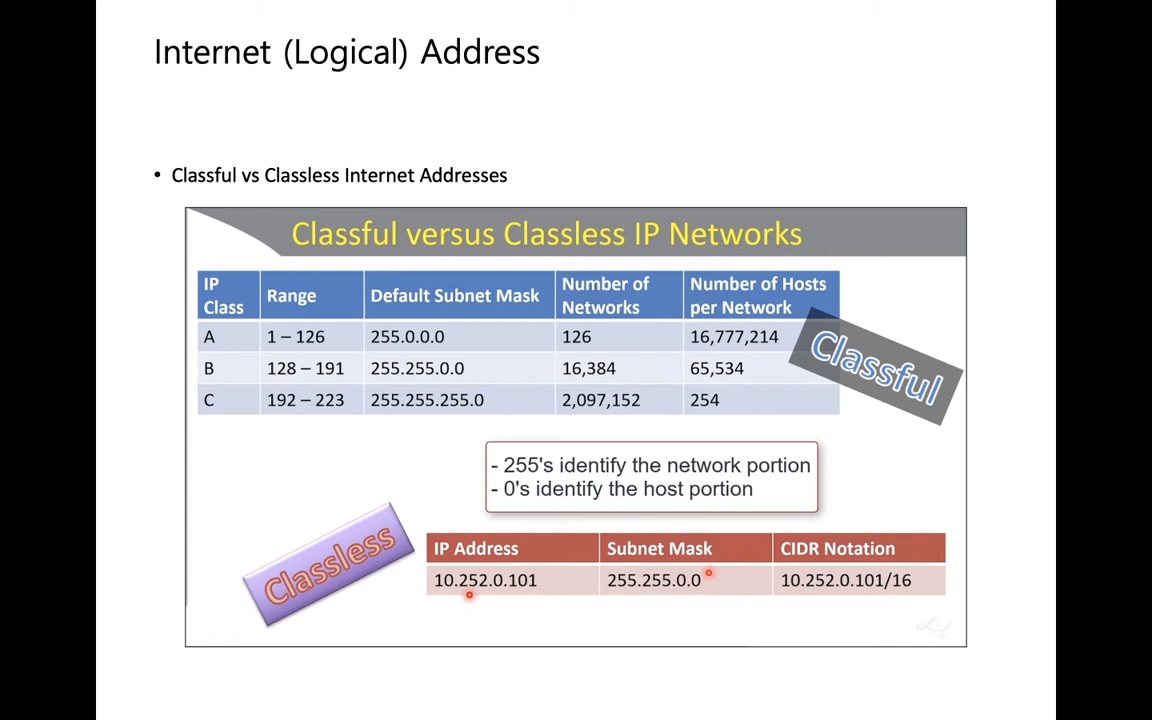 Internet (Logical) Address
• Classful vs Classless Internet Addresses
Classful versus Classless IP Networks
IP Class Range Default Subnet Mask Number of Networks Number of Hosts per Network
A 1 – 126 255.0.0.0 126 16,777,214
B 128 – 191 255.255.0.0 16,384 65,534
C 192 – 223 255.255.255.0 2,097,152 254
Classful
- 255's identify the network portion
- 0's identify the host portion
Classless
IP Address Subnet Mask CIDR Notation
10.252.0.101 255.255.0.0 10.252.0.101/16